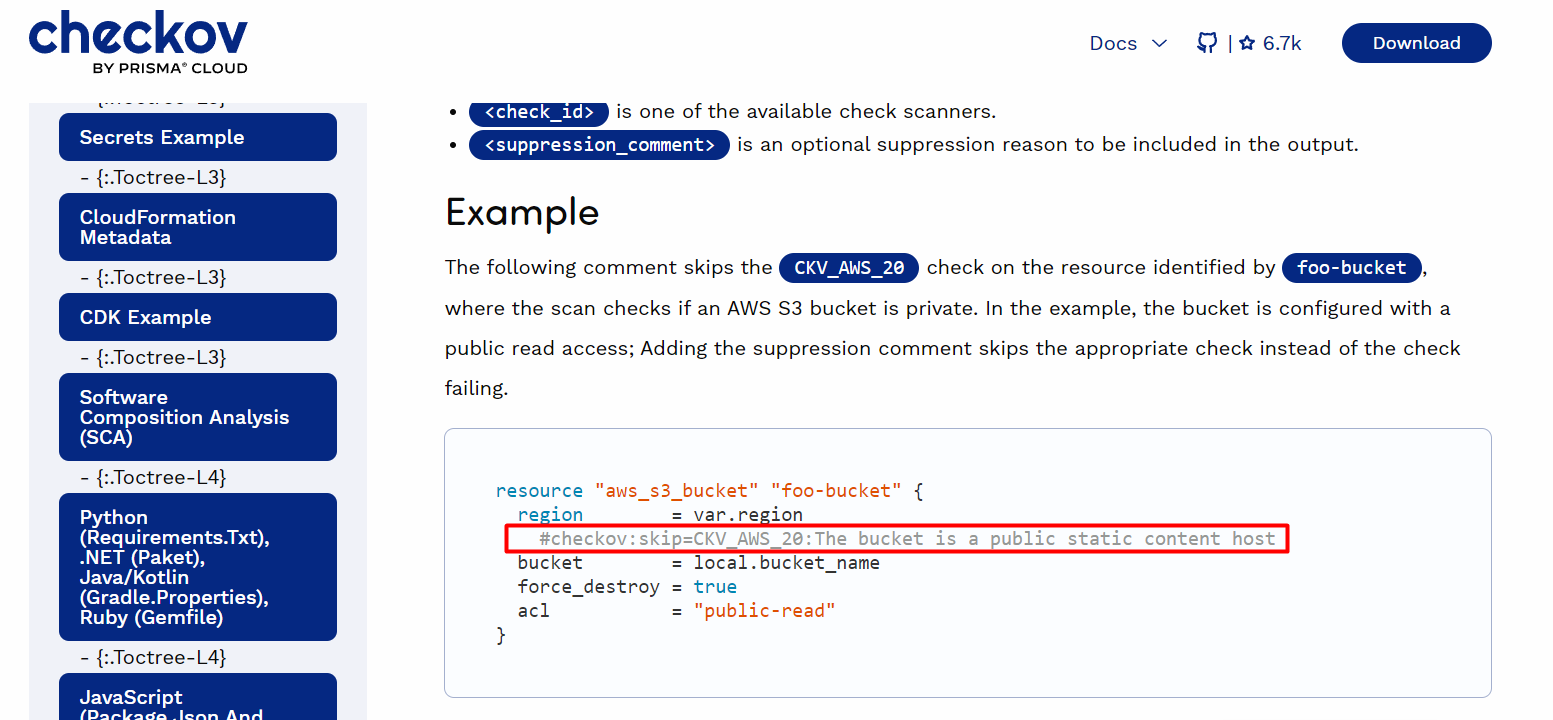 checkov
BY PRISMA® CLOUD
Docs
| 6.7k
Download
Secrets Example
- {:.Toctree-L3}
CloudFormation
Metadata
- {:.Toctree-L3}
CDK Example
- {:.Toctree-L3}
Software
Composition Analysis
(SCA)
- {:.Toctree-L4}
Python
(Requirements.Txt),
.NET (Paket),
Java/Kotlin
(Gradle.Properties),
Ruby (Gemfile)
- {:.Toctree-L4}
JavaScript
(Package.Json And
• <check_id> is one of the available check scanners.
• <suppression_comment> is an optional suppression reason to be included in the output.
Example
The following comment skips the CKV_AWS_20 check on the resource identified by foo-bucket,
where the scan checks if an AWS S3 bucket is private. In the example, the bucket is configured with a
public read access; Adding the suppression comment skips the appropriate check instead of the check
failing.
resource "aws_s3_bucket" "foo-bucket" {
  region        = var.region
    #checkov:skip=CKV_AWS_20:The bucket is a public static content host
  bucket        = local.bucket_name
  force_destroy = true
  acl           = "public-read"
}